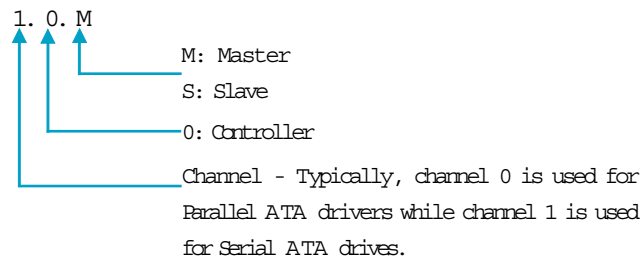 1. 0. M
M: Master
S: Slave
0: Controller
Channel - Typically, channel 0 is used for
Parallel ATA drivers while channel 1 is used
for Serial ATA drives.